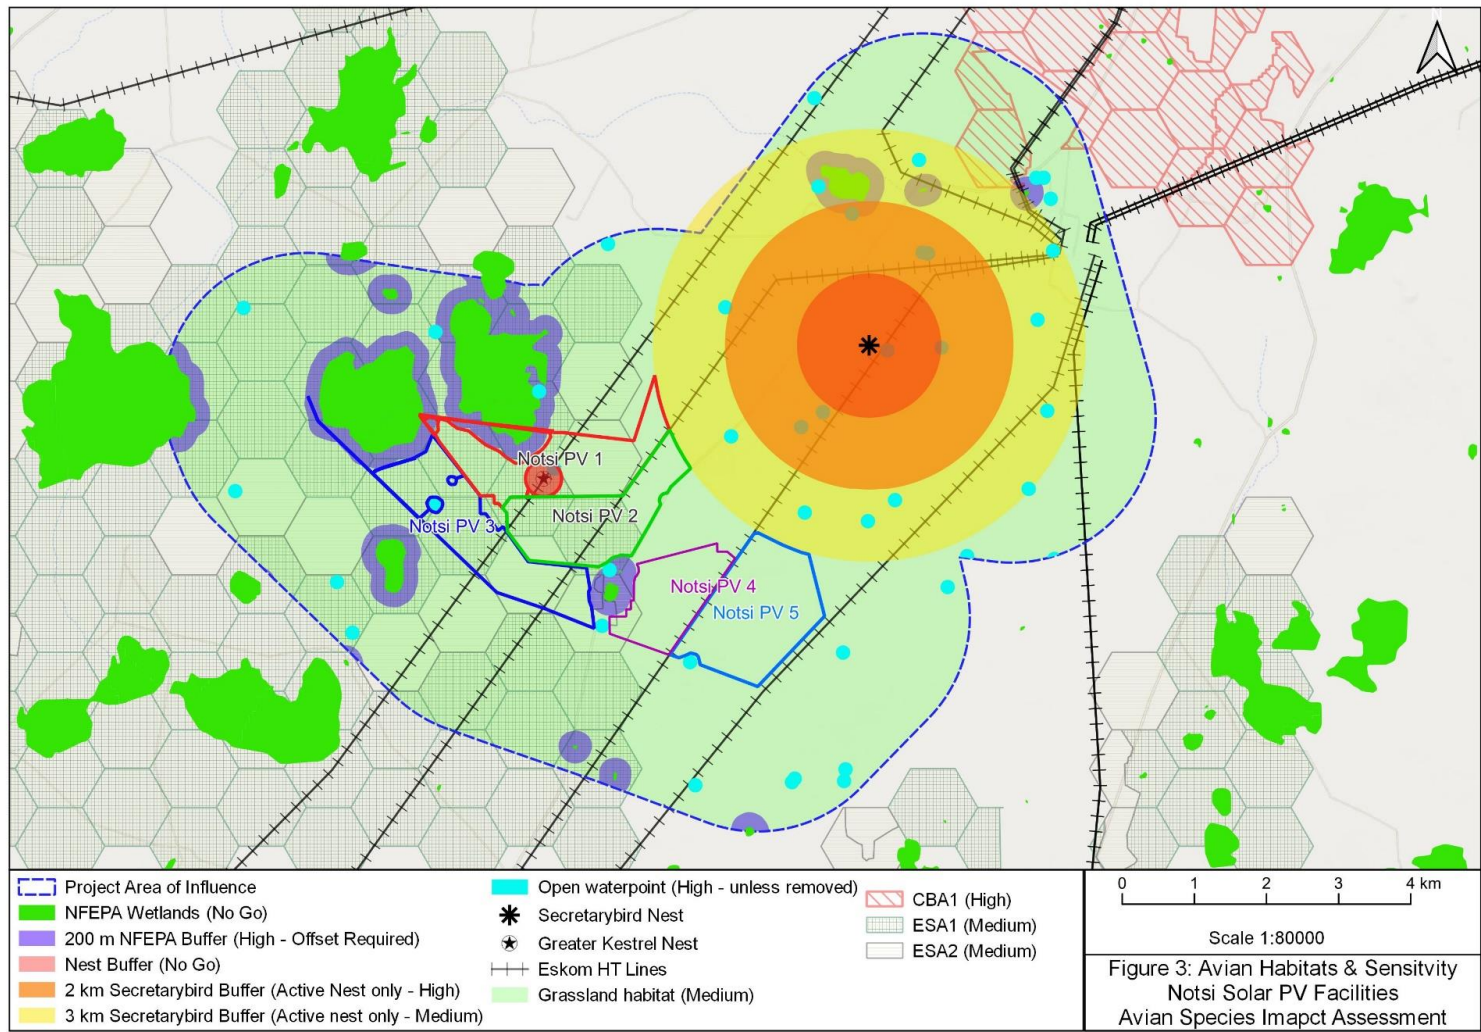 Notsi PV 1
Notsi PV 2
Notsi PV 3
Notsi PV 4
Notsi PV 5
Project Area of Influence
NFEPA Wetlands (No Go)
200 m NFEPA Buffer (High - Offset Required)
Nest Buffer (No Go)
2 km Secretarybird Buffer (Active Nest only - High)
3 km Secretarybird Buffer (Active nest only - Medium)
Open waterpoint (High - unless removed)
Secretarybird Nest
Greater Kestrel Nest
Eskom HT Lines
Grassland habitat (Medium)
CBA1 (High)
ESA1 (Medium)
ESA2 (Medium)
0 1 2 3 4 km
Scale 1:80000
Figure 3: Avian Habitats & Sensitvity
Notsi Solar PV Facilities
Avian Species Imapct Assessment